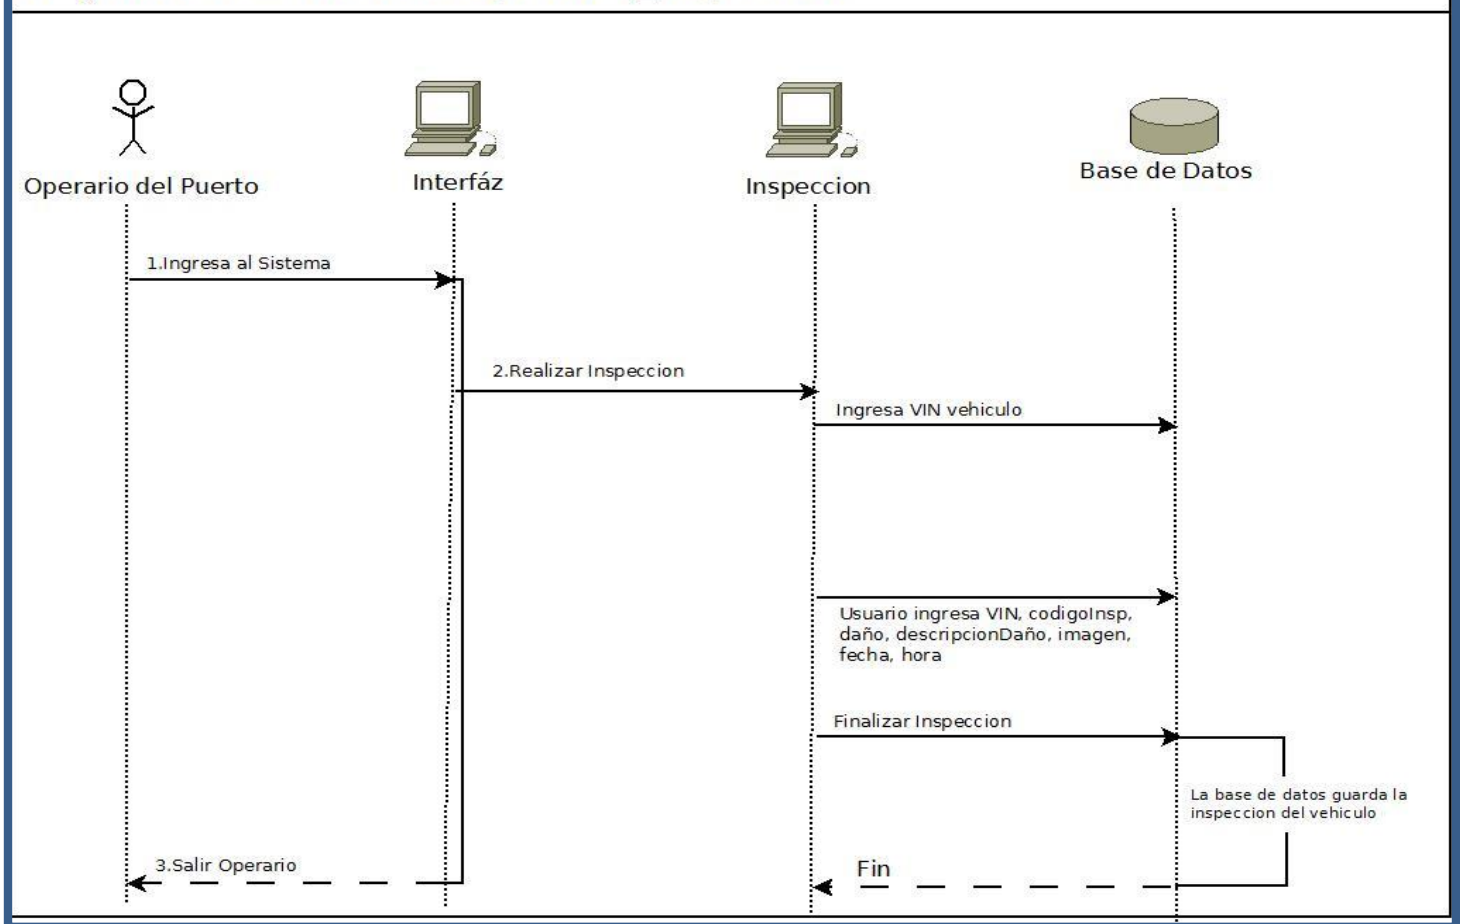 Operario del Puerto
Interfáz
Inspeccion
Base de Datos
1.Ingresa al Sistema
2.Realizar Inspeccion
Ingresa VIN vehiculo
Usuario ingresa VIN, codigoInsp,
daño, descripcionDaño, imagen,
fecha, hora
Finalizar Inspeccion
La base de datos guarda la
inspeccion del vehiculo
3.Salir Operario
Fin